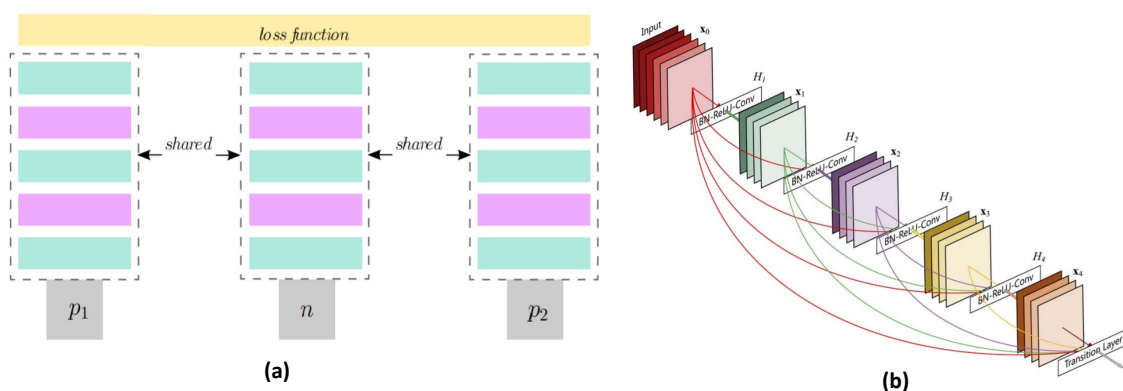 loss function
shared
shared
p1
n
p2
(a)
Input
x0
H1
BN-ReLU-Conv
x1
H2
BN-ReLU-Conv
x2
H3
BN-ReLU-Conv
x3
H4
BN-ReLU-Conv
x4
Transition Layer
(b)